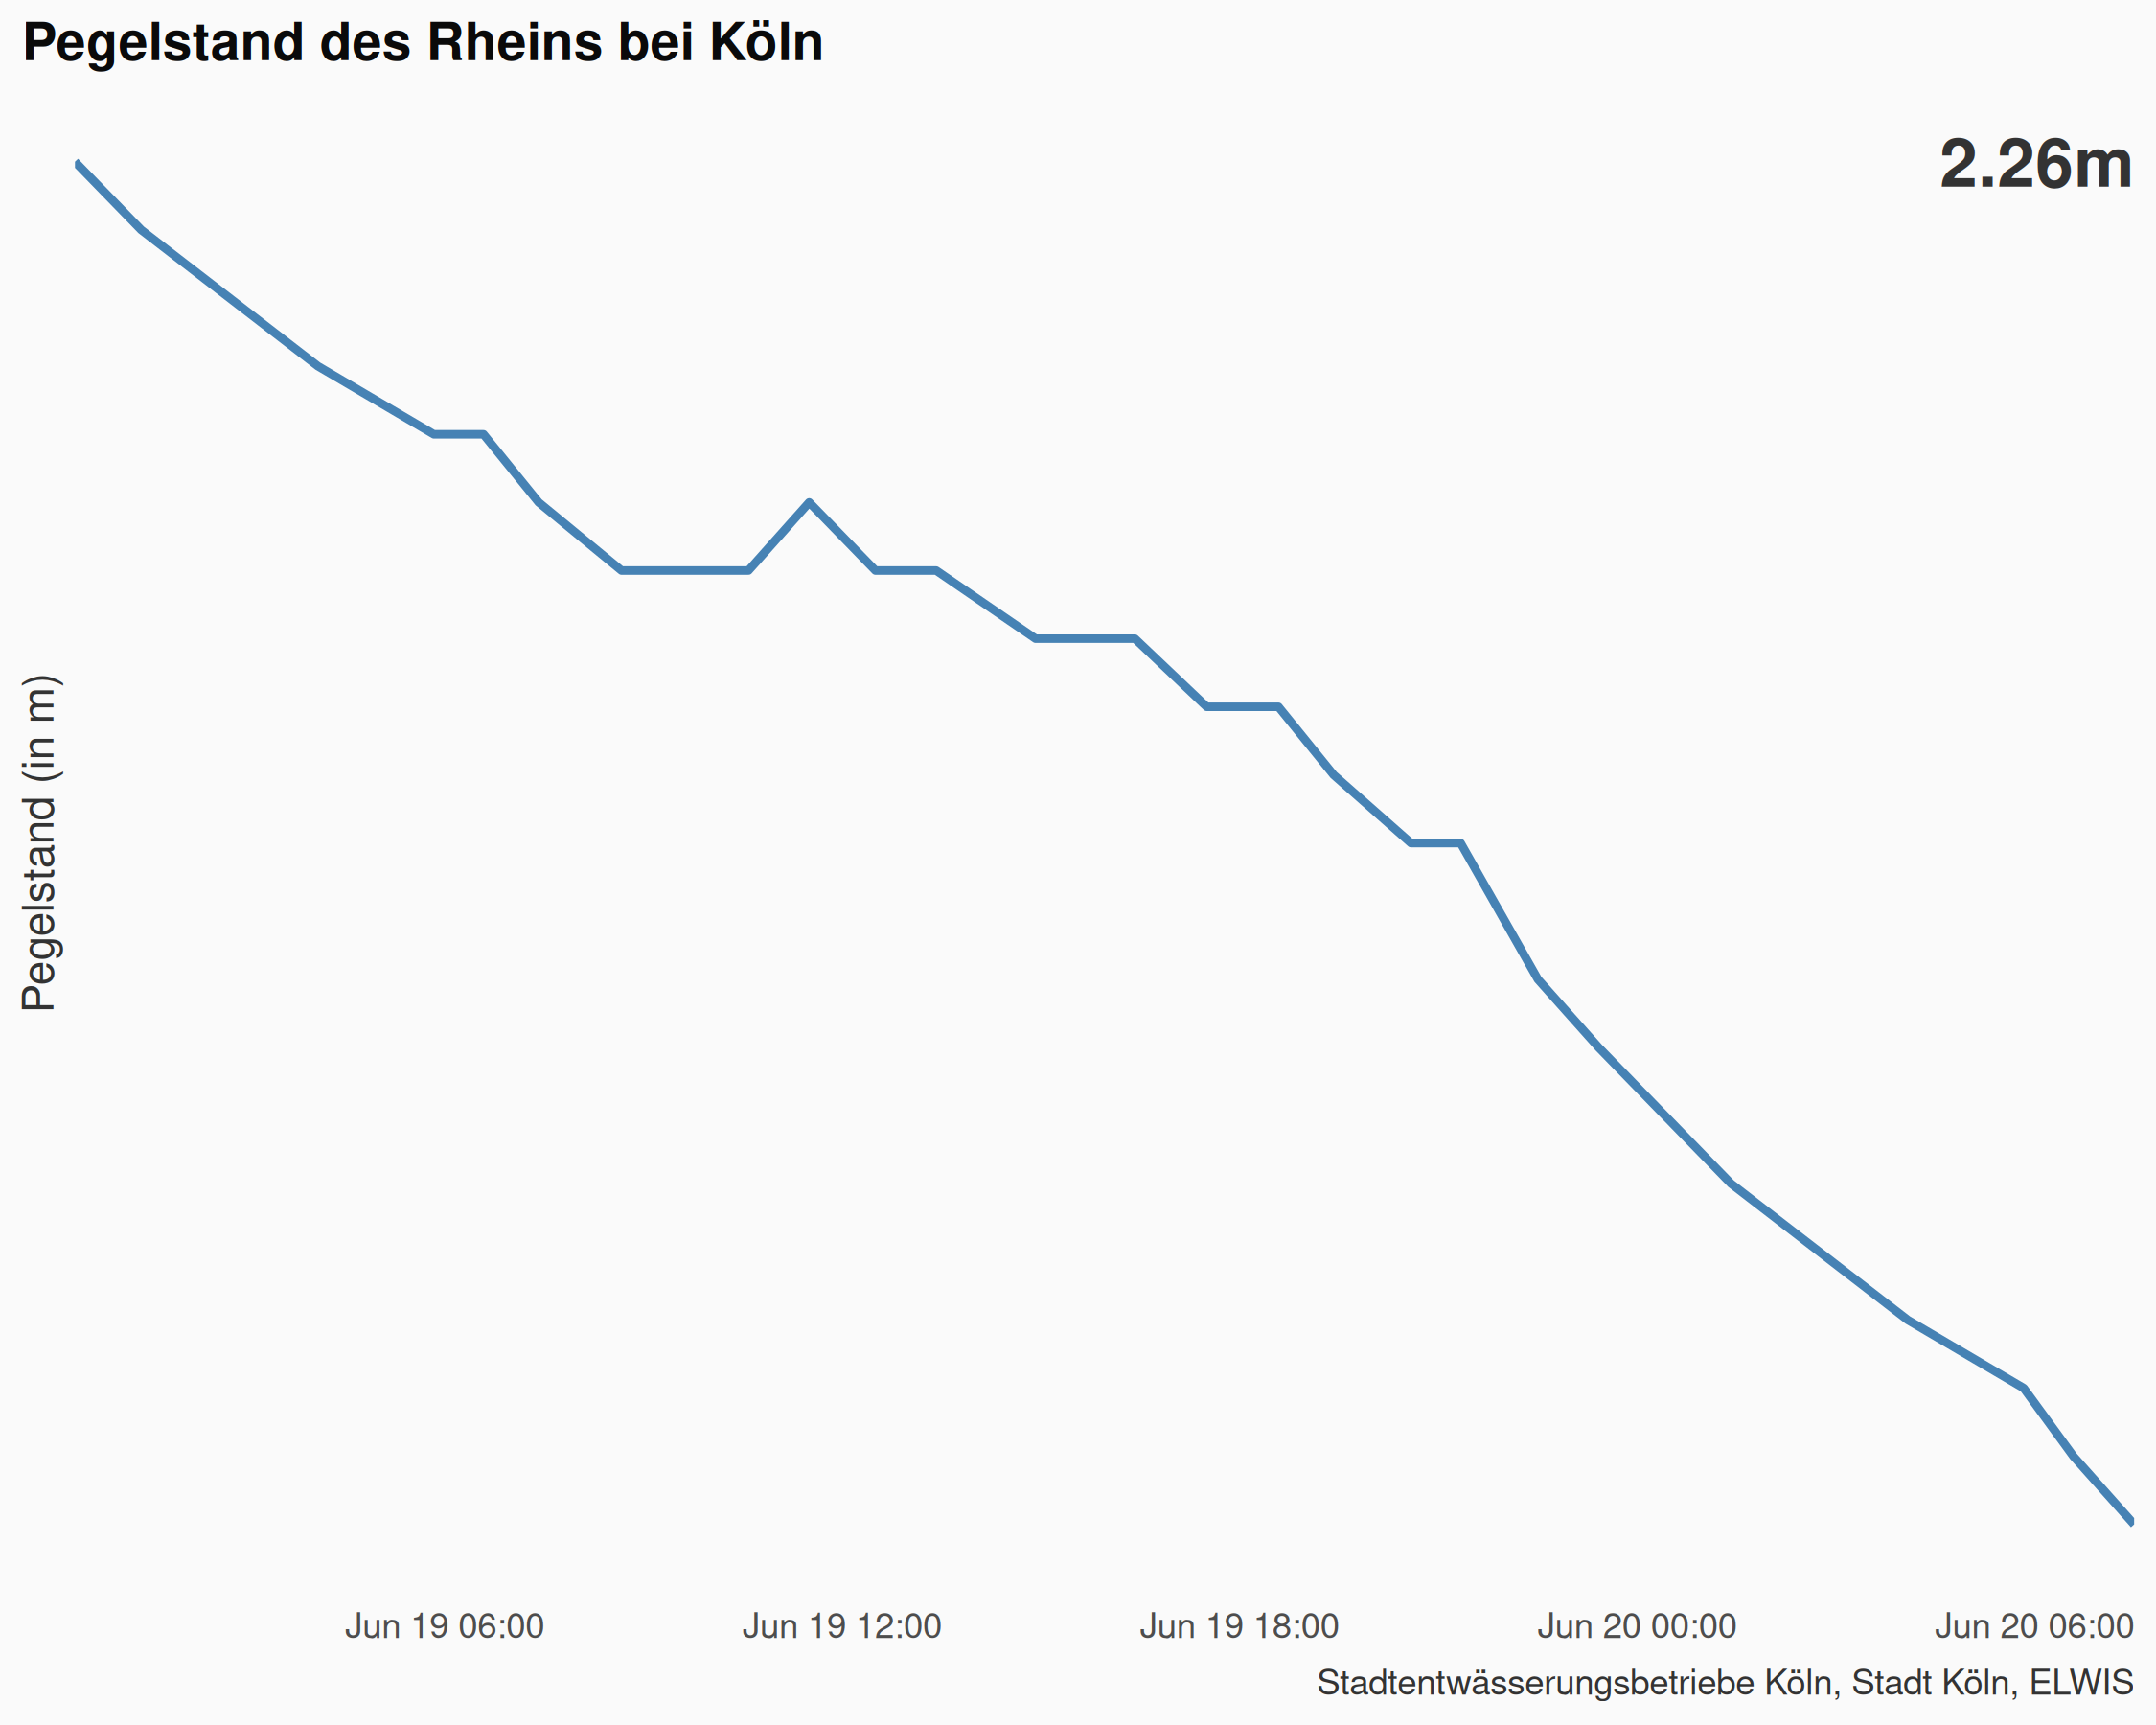 Pegelstand des Rheins bei Köln
2.26m
Pegelstand (in m)
Jun 19 06:00 Jun 19 12:00 Jun 19 18:00 Jun 20 00:00 Jun 20 06:00
Stadtentwässerungsbetriebe Köln, Stadt Köln, ELWIS